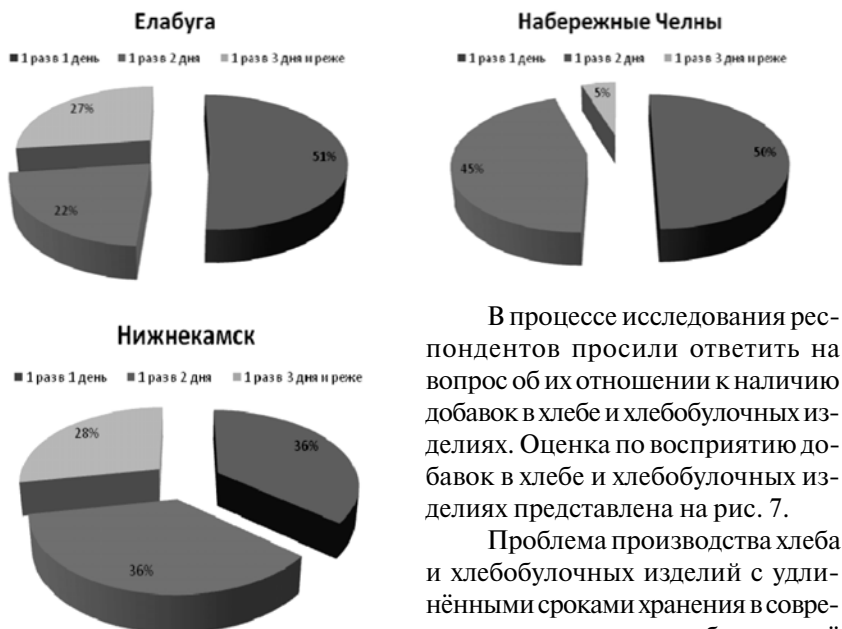 Елабуга
1 раз в 1 день 1 раз в 2 дня 1 раз в 3 дня и реже
27%
51%
22%
Набережные Челны
1 раз в 1 день 1 раз в 2 дня 1 раз в 3 дня и реже
5%
45%
50%
Нижнекамск
1 раз в 1 день 1 раз в 2 дня 1 раз в 3 дня и реже
28%
36%
36%
В процессе исследования рес-
пондентов просили ответить на
вопрос об их отношении к наличию
добавок в хлебе и хлебобулочных из-
делиях. Оценка по восприятию до-
бавок в хлебе и хлебобулочных из-
делиях представлена на рис. 7.
Проблема производства хлеба
и хлебобулочных изделий с удли-
нёнными сроками хранения в совре-